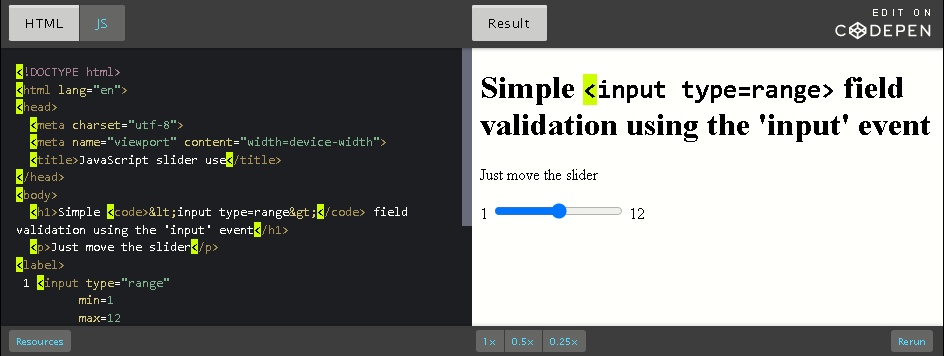 HTML
JS
Result
EDIT ON
CODEPEN
<!DOCTYPE html>
<html lang="en">
<head>
<meta charset="utf-8">
<meta name="viewport" content="width=device-width">
<title>JavaScript slider use</title>
</head>
<body>
<h1>Simple <code>&lt;input type=range&gt;</code> field
validation using the 'input' event</h1>
<p>Just move the slider</p>
<label>
1 <input type="range"
min=1
max=12
Simple <input type=range> field
validation using the 'input' event
Just move the slider
1 12
Resources
1x 0.5x 0.25x
Rerun